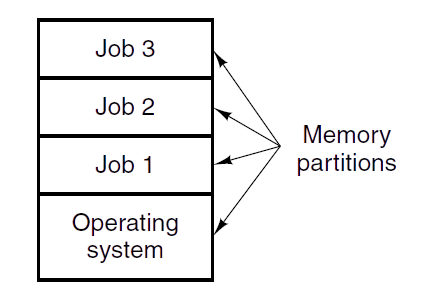 Job 3
Job 2
Job 1
Operating
system
Memory
partitions